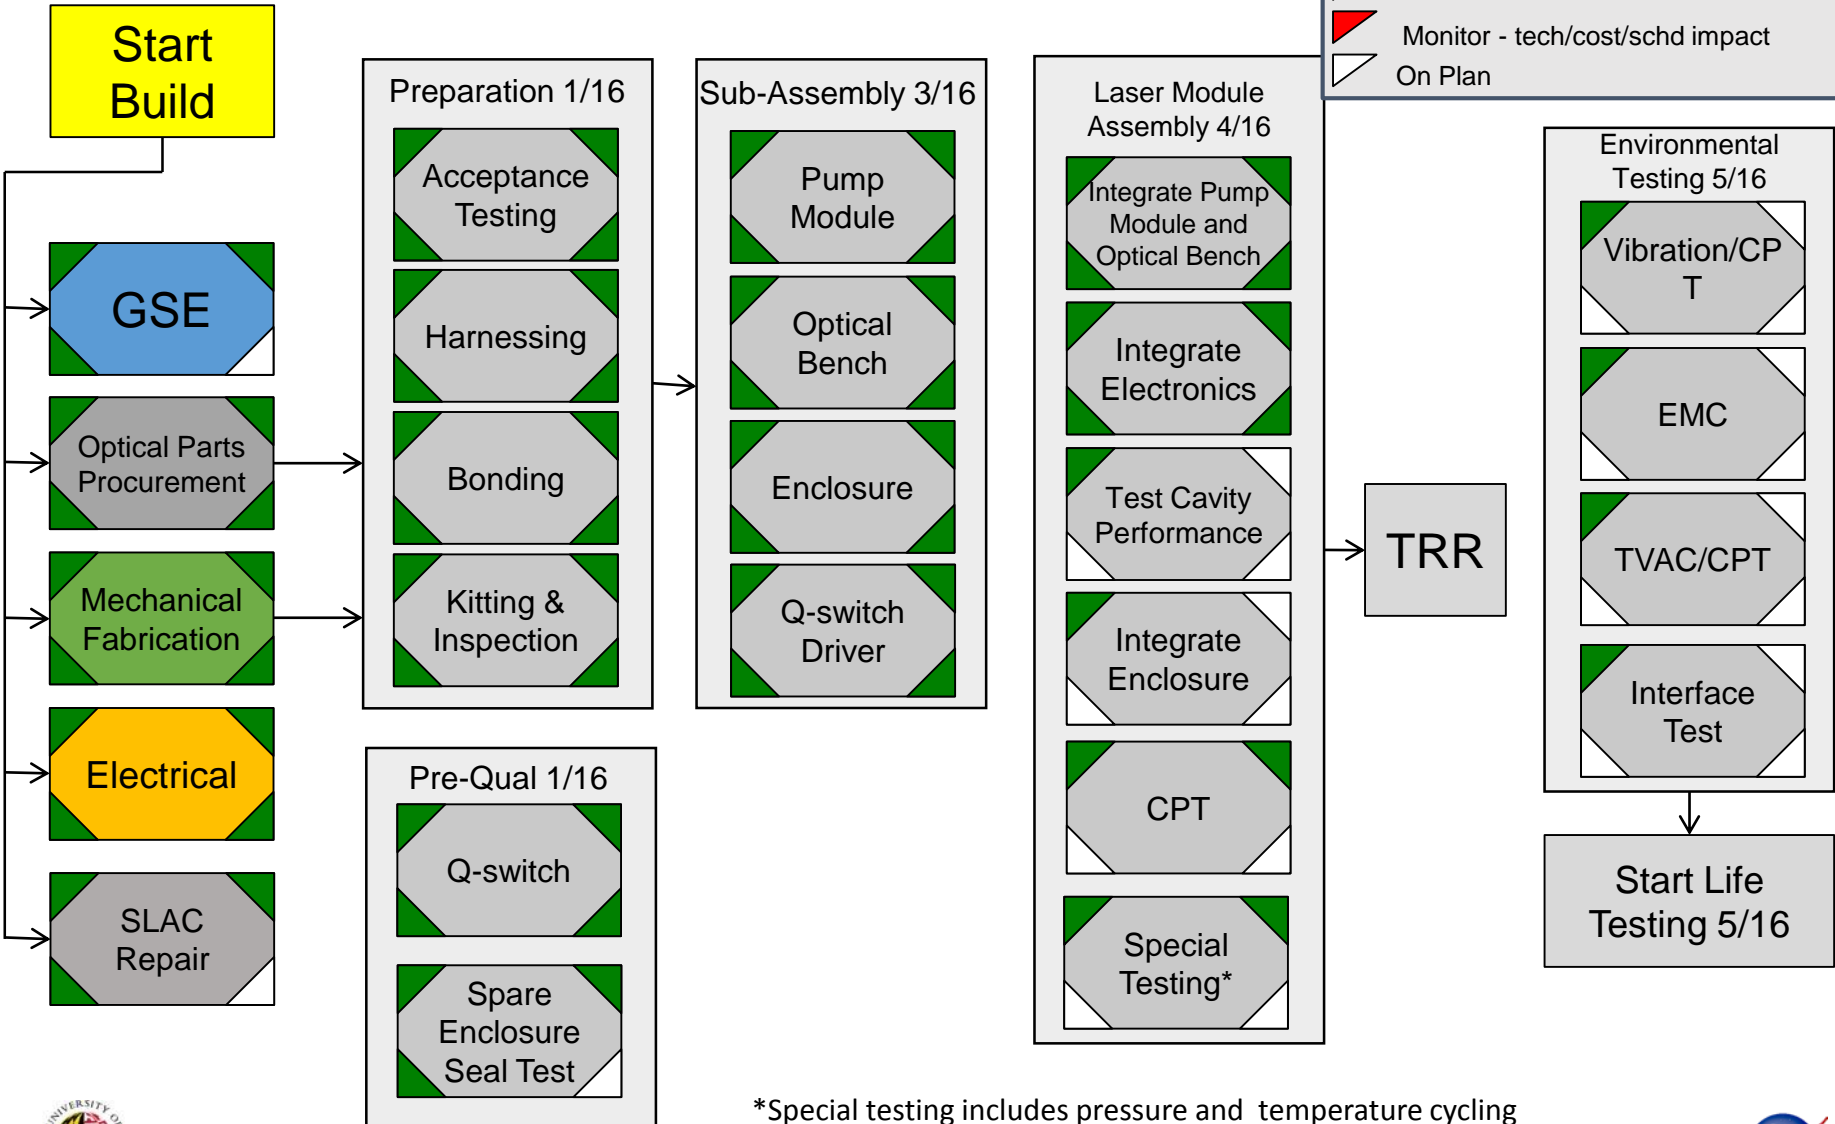 Start
Build
Monitor - tech/cost/schd impact
On Plan
GSE
Optical Parts
Procurement
Mechanical
Fabrication
Electrical
SLAC
Repair
Preparation 1/16
Acceptance
Testing
Harnessing
Bonding
Kitting &
Inspection
Pre-Qual 1/16
Q-switch
Spare
Enclosure
Seal Test
Sub-Assembly 3/16
Pump
Module
Optical
Bench
Enclosure
Q-switch
Driver
Laser Module
Assembly 4/16
Integrate Pump
Module and
Optical Bench
Integrate
Electronics
Test Cavity
Performance
Integrate
Enclosure
CPT
Special
Testing*
TRR
Environmental
Testing 5/16
Vibration/CP
T
EMC
TVAC/CPT
Interface
Test
Start Life
Testing 5/16
*Special testing includes pressure and temperature cycling